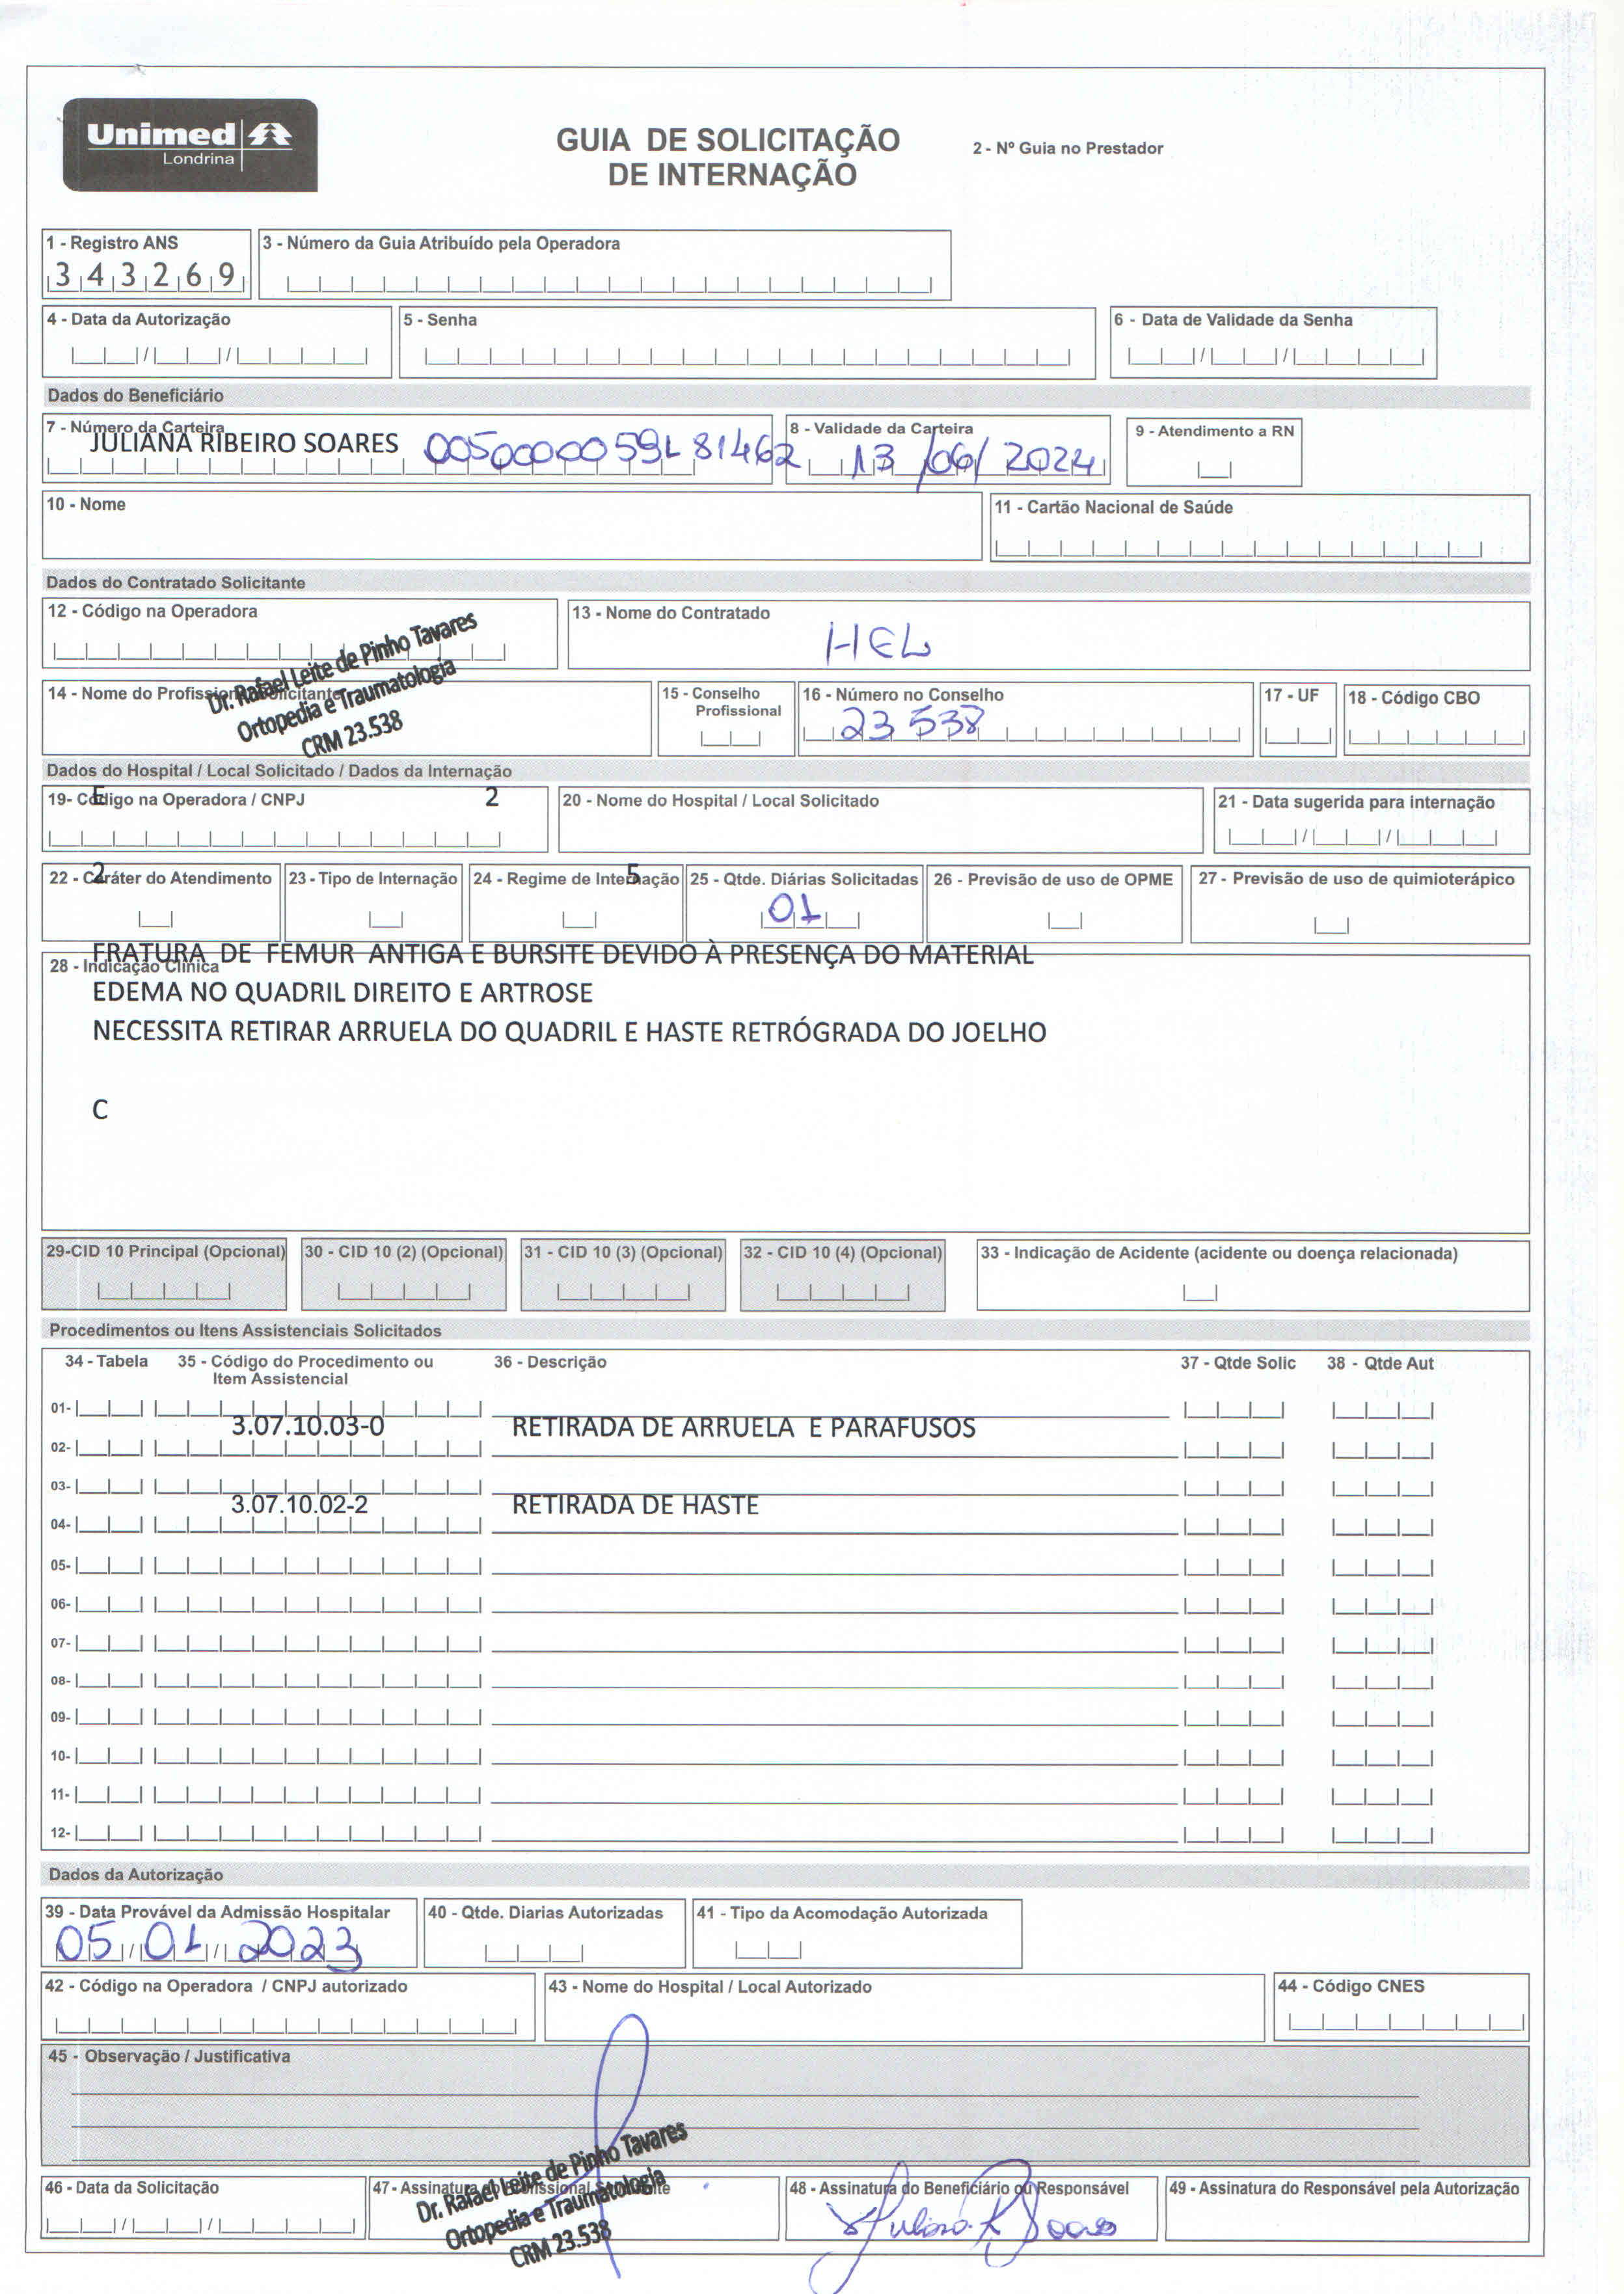 Unimed
Londrina
GUIA DE SOLICITAÇÃO
DE INTERNAÇÃO
2 - Nº Guia no Prestador
1 - Registro ANS
343269
3 - Número da Guia Atribuído pela Operadora
4 - Data da Autorização
5 - Senha
6 - Data de Validade da Senha
Dados do Beneficiário
7 - Número da Carteira
JULIANA RIBEIRO SOARES
8 - Validade da Carteira
13/06/2024
9 - Atendimento a RN
10 - Nome
11 - Cartão Nacional de Saúde
Dados do Contratado Solicitante
12 - Código na Operadora
13 - Nome do Contratado
HEL
14 - Nome do Profissional Solicitante
Dr. Rafael Leite de Pinho Tavares
Ortopedia e Traumatologia
CRM 23.538
15 - Conselho
Profissional
16 - Número no Conselho
23 538
17 - UF
18 - Código CBO
Dados do Hospital / Local Solicitado / Dados da Internação
19- Código na Operadora / CNPJ
E
2
20 - Nome do Hospital / Local Solicitado
21 - Data sugerida para internação
22 - Caráter do Atendimento
2
23 - Tipo de Internação
24 - Regime de Internação
5
25 - Qtde. Diárias Solicitadas
01
26 - Previsão de uso de OPME
27 - Previsão de uso de quimioterápico
28 - Indicação Clínica
FRATURA DE FEMUR ANTIGA E BURSITE DEVIDO À PRESENÇA DO MATERIAL
EDEMA NO QUADRIL DIREITO E ARTROSE
NECESSITA RETIRAR ARRUELA DO QUADRIL E HASTE RETRÓGRADA DO JOELHO
C
29-CID 10 Principal (Opcional)
30 - CID 10 (2) (Opcional)
31 - CID 10 (3) (Opcional)
32 - CID 10 (4) (Opcional)
33 - Indicação de Acidente (acidente ou doença relacionada)
Procedimentos ou Itens Assistenciais Solicitados
34 - Tabela
35 - Código do Procedimento ou
Item Assistencial
36 - Descrição
37 - Qtde Solic
38 - Qtde Aut
01-
3.07.10.03-0 RETIRADA DE ARRUELA E PARAFUSOS
02-
03-
3.07.10.02-2 RETIRADA DE HASTE
04-
05-
06-
07-
08-
09-
10-
11-
12-
Dados da Autorização
39 - Data Provável da Admissão Hospitalar
05/01/2023
40 - Qtde. Diarias Autorizadas
41 - Tipo da Acomodação Autorizada
42 - Código na Operadora / CNPJ autorizado
43 - Nome do Hospital / Local Autorizado
44 - Código CNES
45 - Observação / Justificativa
46 - Data da Solicitação
47 - Assinatura do Profissional Solicitante
Dr. Rafael Leite de Pinho Tavares
Ortopedia e Traumatologia
CRM 23.538
48 - Assinatura do Beneficiário ou Responsável
Juliana R Soares
49 - Assinatura do Responsável pela Autorização